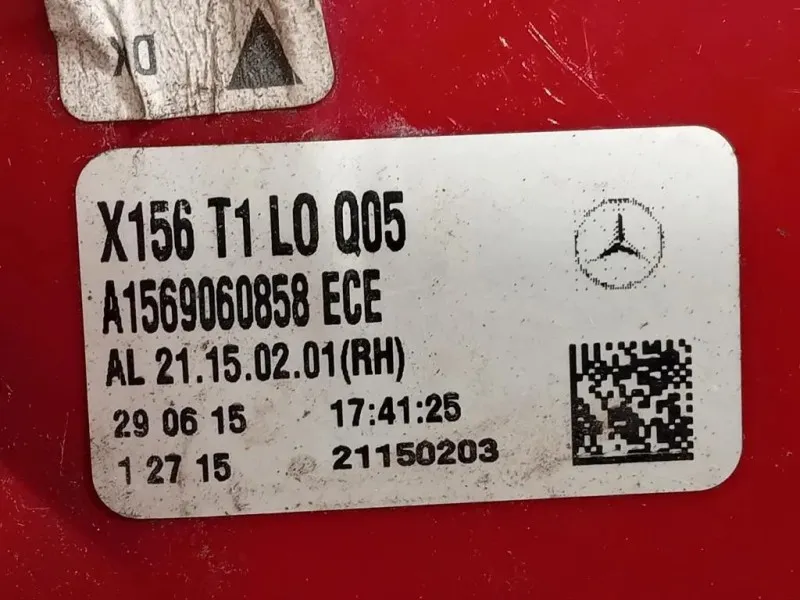 DK
X156 T1 LO Q05
A1569060858 ECE
AL 21.15.02.01(RH)
29 06 15 17:41:25
1 27 15 21150203